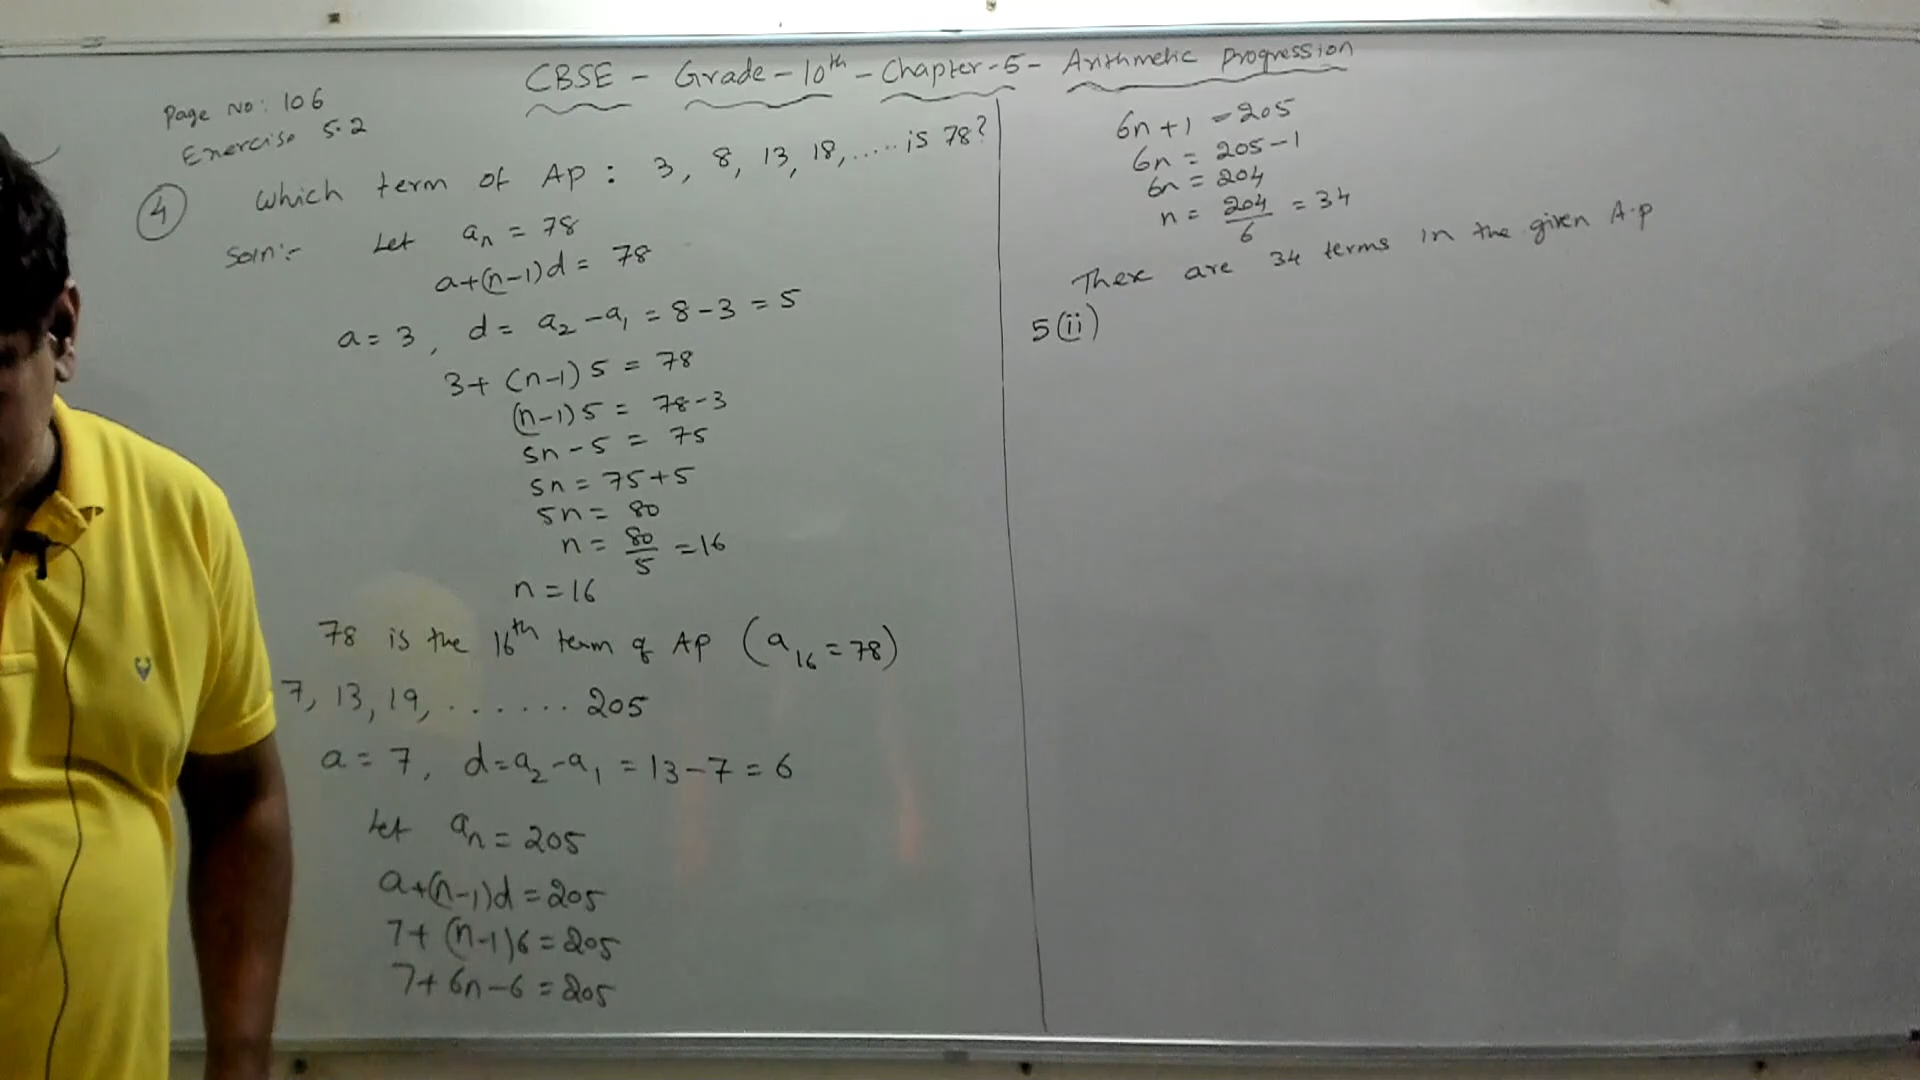 CBSE - Grade - 10th - Chapter - 5 - Arithmetic Progression
Page No: 106
Exercise 5.2
4 Which term of AP : 3, 8, 13, 18, ..... is 78?
Soln:- Let an = 78
a+(n-1)d = 78
a = 3, d = a2 - a1 = 8-3 = 5
3+ (n-1) 5 = 78
(n-1) 5 = 78-3
5n - 5 = 75
5n = 75+5
5n = 80
n = 80/5 = 16
n = 16
78 is the 16th term of AP (a16 = 78)
7, 13, 19, ....... 205
a = 7, d = a2 - a1 = 13-7 = 6
Let an = 205
a+(n-1)d = 205
7+ (n-1)6 = 205
7+ 6n-6 = 205
6n + 1 = 205
6n = 205-1
6n = 204
n = 204/6 = 34
There are 34 terms in the given A.P
5 (ii)